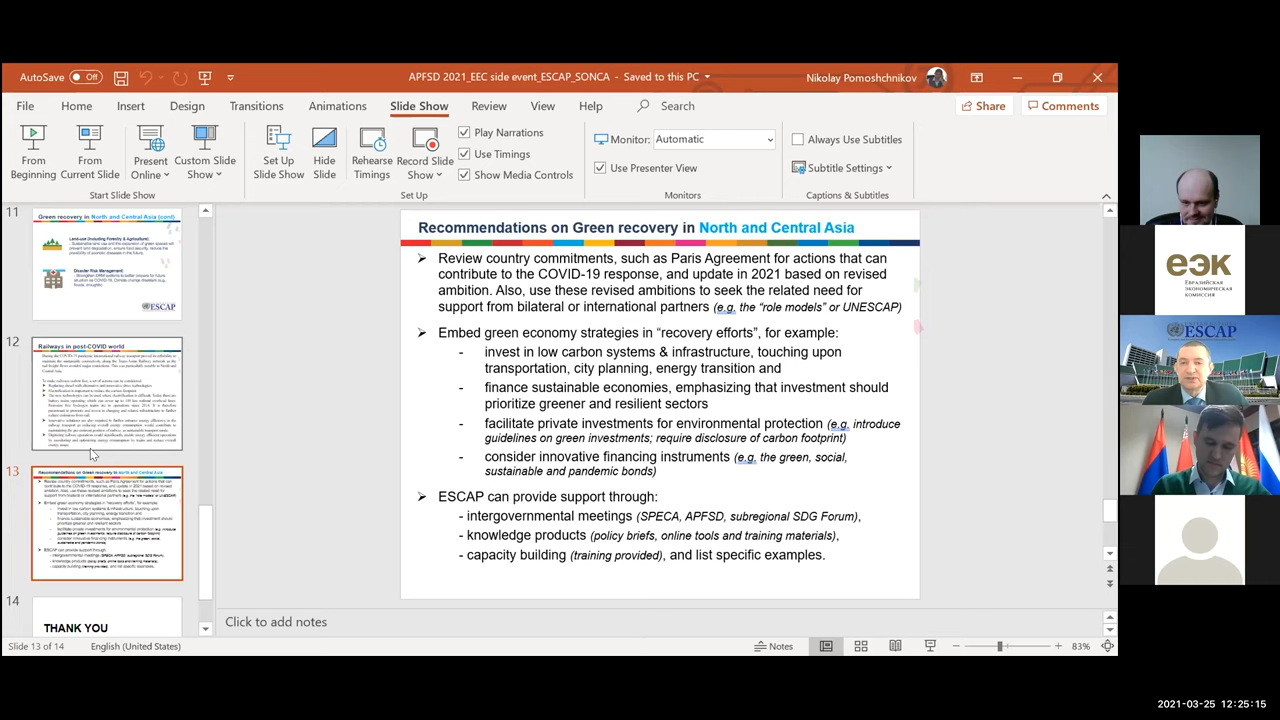 AutoSave Off
APFSD 2021_EEC side event_ESCAP_SONCA - Saved to this PC
Nikolay Pomoshchnikov
File Home Insert Design Transitions Animations Slide Show Review View Help Search
Share Comments
From Beginning
From Current Slide
Present Online
Custom Slide Show
Start Slide Show
Set Up Slide Show
Hide Slide
Rehearse Timings
Record Slide Show
Play Narrations
Use Timings
Show Media Controls
Set Up
Monitor: Automatic
Use Presenter View
Monitors
Always Use Subtitles
Subtitle Settings
Captions & Subtitles
11
Green recovery in North and Central Asia (cont)
Land-use (including Forestry & Agriculture):
Disaster Risk Management:
ESCAP
12
Railways in post-COVID world
13
Recommendations on Green recovery in North and Central Asia
14
THANK YOU
Recommendations on Green recovery in North and Central Asia
Review country commitments, such as Paris Agreement for actions that can
contribute to the COVID-19 response, and update in 2021 based on revised
ambition. Also, use these revised ambitions to seek the related need for
support from bilateral or international partners (e.g. the “role models” or UNESCAP)
Embed green economy strategies in “recovery efforts”, for example:
- invest in low carbon systems & infrastructure, touching upon
transportation, city planning, energy transition and
- finance sustainable economies, emphasizing that investment should
prioritize greener and resilient sectors
- facilitate private investments for environmental protection (e.g. introduce
guidelines on green investments, require disclosure of carbon footprint)
- consider innovative financing instruments (e.g. the green, social,
sustainable and pandemic bonds)
ESCAP can provide support through:
- intergovernmental meetings (SPECA, APFSD, subregional SDG Forum),
- knowledge products (policy briefs, online tools and training materials),
- capacity building (training provided), and list specific examples.
Click to add notes
Slide 13 of 14 English (United States)
Notes
83%
еэк
ЕВРАЗИЙСКАЯ
ЭКОНОМИЧЕСКАЯ
КОМИССИЯ
ESCAP
2021-03-25 12:25:15